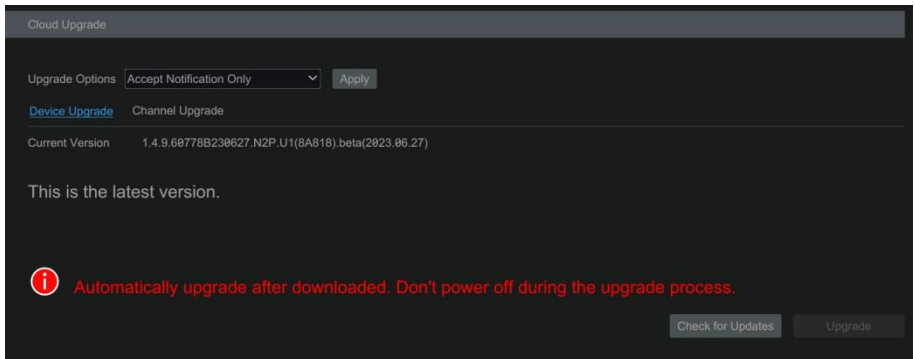 Cloud Upgrade
Upgrade Options Accept Notification Only Apply
Device Upgrade Channel Upgrade
Current Version 1.4.9.60778B230627.N2P.U1(8A818).beta(2023.06.27)
This is the latest version.
Automatically upgrade after downloaded. Don't power off during the upgrade process.
Check for Updates Upgrade